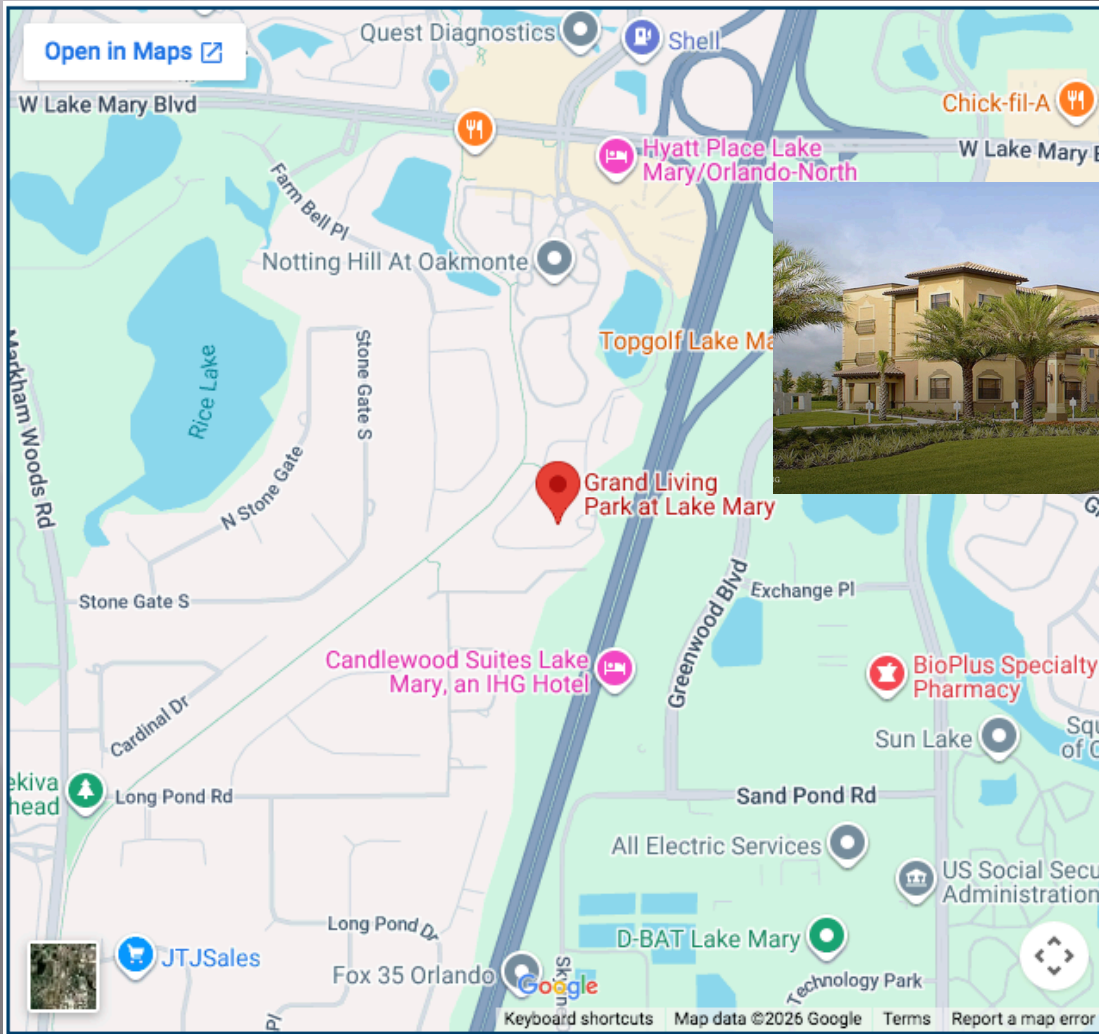 Open in Maps
Quest Diagnostics
Shell
W Lake Mary Blvd
Chick-fil-A
Hyatt Place Lake
Mary/Orlando-North
W Lake Mary B
Farm Bell Pl
Notting Hill At Oakmonte
Topgolf Lake Ma
Markham Woods Rd
Rice Lake
Stone Gate S
N Stone Gate
Grand Living
Park at Lake Mary
Stone Gate S
Greenwood Blvd
Exchange Pl
Candlewood Suites Lake
Mary, an IHG Hotel
BioPlus Specialty
Pharmacy
Cardinal Dr
Sun Lake
Squ
of C
ekiva
head
Long Pond Rd
Sand Pond Rd
All Electric Services
US Social Secu
Administration
Long Pond Dr
D-BAT Lake Mary
JTJSales
Fox 35 Orlando
Google
Technology Park
Pl
Keyboard shortcuts
Map data ©2026 Google
Terms
Report a map error